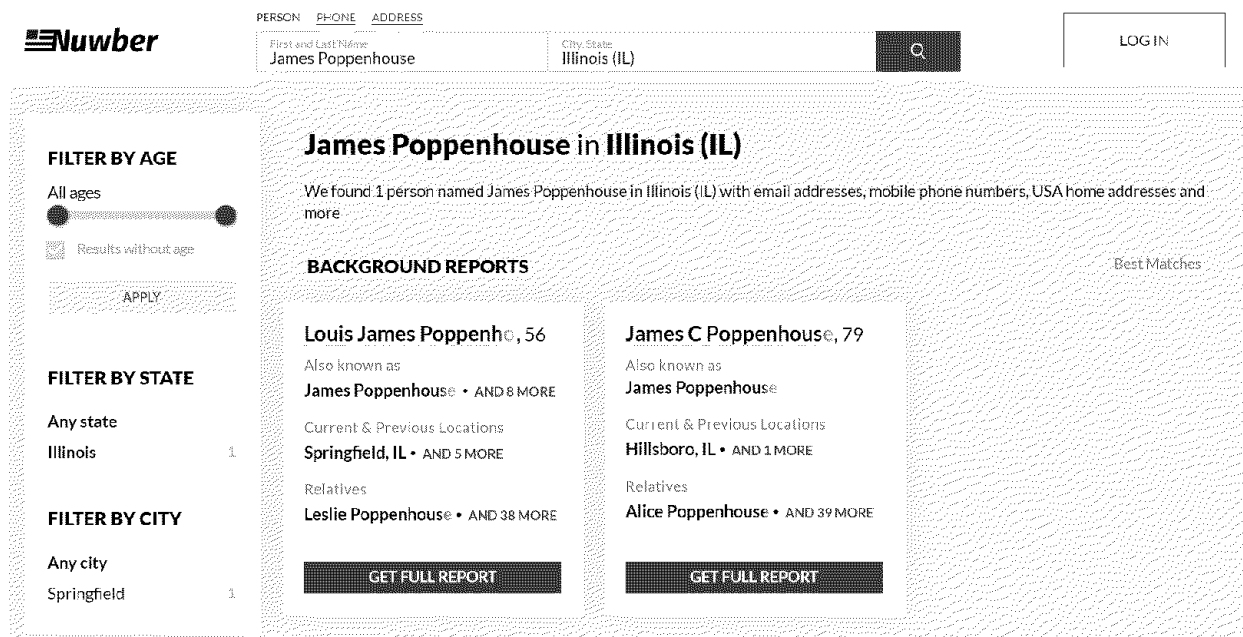 Nuwber
PERSON PHONE ADDRESS
First and Last Name
James Poppenhouse
City, State
Illinois (IL)
LOG IN
FILTER BY AGE
All ages
Results without age
APPLY
FILTER BY STATE
Any state
Illinois 1
FILTER BY CITY
Any city
Springfield 1
James Poppenhouse in Illinois (IL)
We found 1 person named James Poppenhouse in Illinois (IL) with email addresses, mobile phone numbers, USA home addresses and
more
BACKGROUND REPORTS
Best Matches
Louis James Poppenho, 56
Also known as
James Poppenhouse • AND 8 MORE
Current & Previous Locations
Springfield, IL • AND 5 MORE
Relatives
Leslie Poppenhouse • AND 38 MORE
GET FULL REPORT
James C Poppenhouse, 79
Also known as
James Poppenhouse
Current & Previous Locations
Hillsboro, IL • AND 1 MORE
Relatives
Alice Poppenhouse • AND 39 MORE
GET FULL REPORT